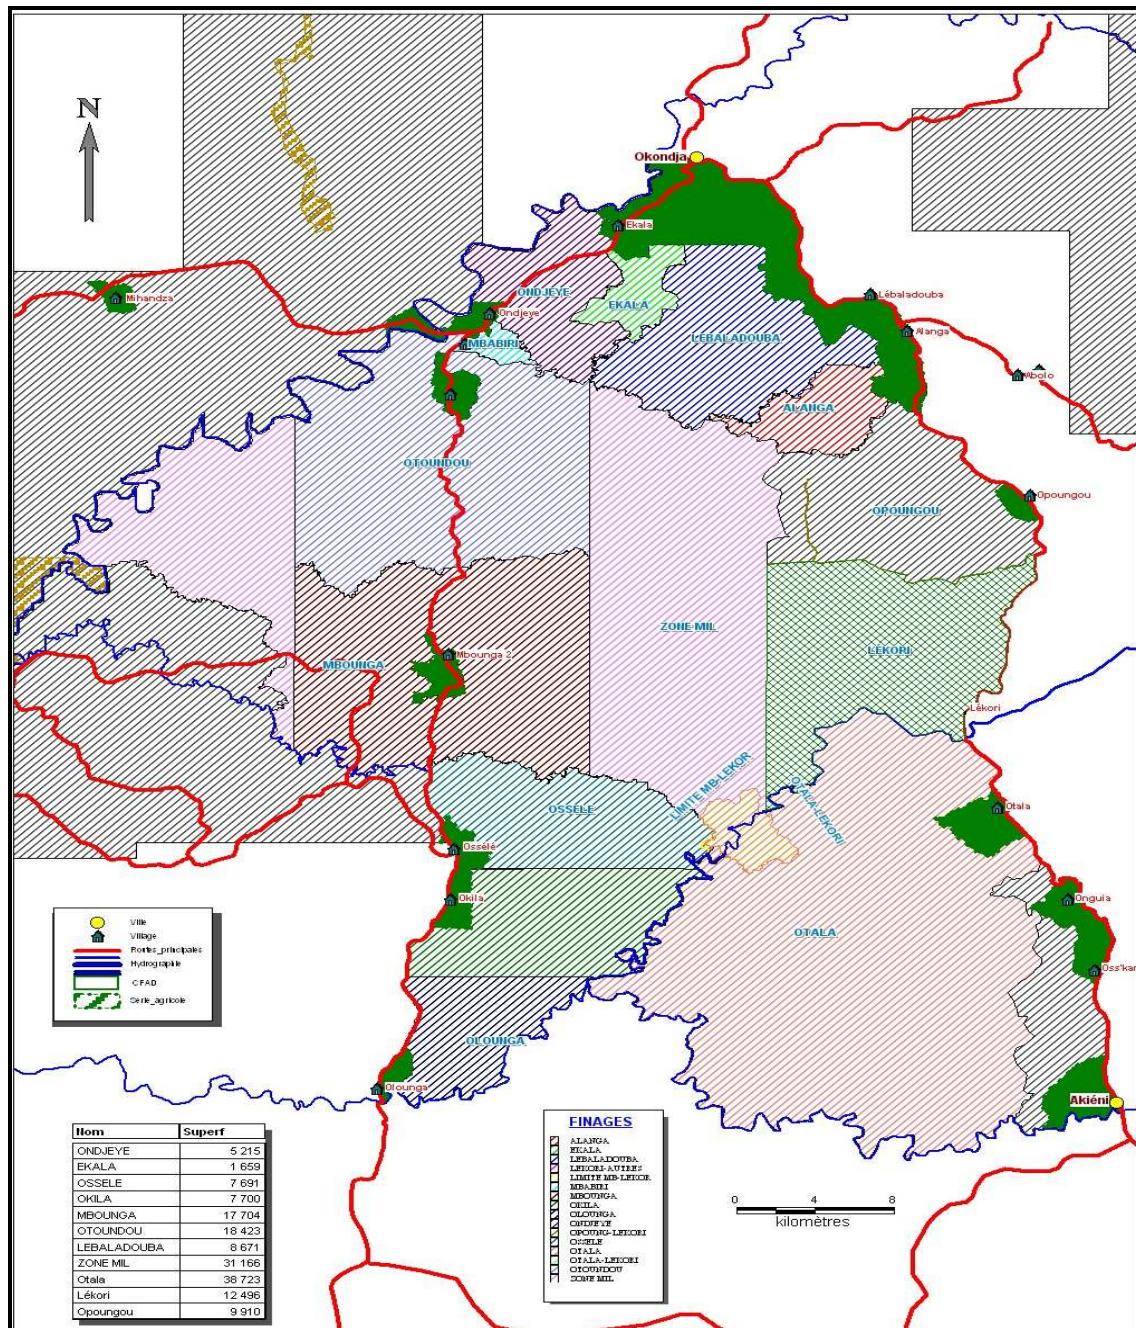 N
Okondja
Ekala
Mihandza
ONDJEYE
EKALA
Lébaladouba
Ondjeye
MBABIRI
LEBALADOUBA
Alanga
Abolo
ALANGA
OTOUNDOU
Opoungou
OPOUNGOU
ZONE MIL
LEKORI
MBOUNGA
Mbounga 2
Lékori
LIMITE MB-LEKOR
OTALA-LEKORI
OSSELE
Otala
Ossélé
Okila
Onguia
OTALA
Oss'kar
Ville
Village
Routes_principales
Hydrographie
CFAD
Serie_agricole
OLOUNGA
Olounga
Akiéni
Nom Superf
ONDJEYE 5 215
EKALA 1 659
OSSELE 7 691
OKILA 7 700
MBOUNGA 17 704
OTOUNDOU 18 423
LEBALADOUBA 8 671
ZONE MIL 31 166
Otala 38 723
Lékori 12 496
Opoungou 9 910
FINAGES
ALANGA
EKALA
LEBALADOUBA
LEKORI-AUTRES
LIMITE MB-LEKOR
MBABIRI
MBOUNGA
OKILA
OLOUNGA
ONDJEYE
OPOUNG-LEKORI
OSSELE
OTALA
OTALA-LEKORI
OTOUNDOU
ZONE MIL
0 4 8
kilomètres